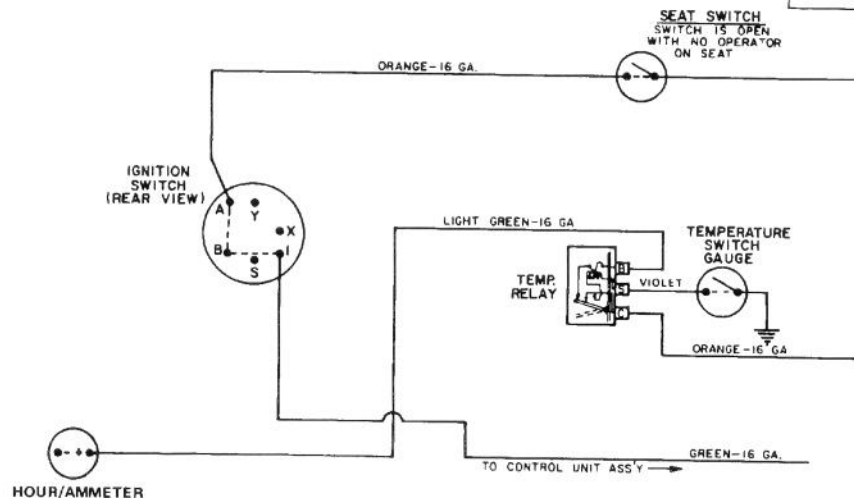 SEAT SWITCH
SWITCH IS OPEN
WITH NO OPERATOR
ON SEAT
ORANGE-16 GA.
IGNITION
SWITCH
(REAR VIEW)
A
Y
X
B
I
S
LIGHT GREEN-16 GA
TEMPERATURE
SWITCH
GAUGE
TEMP.
RELAY
B
S
C
VIOLET
ORANGE-16 GA
GREEN-16 GA.
TO CONTROL UNIT ASS'Y
- +
HOUR/AMMETER